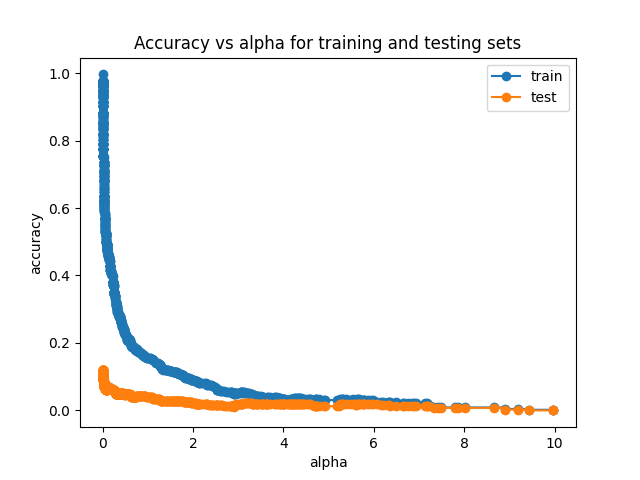 Accuracy vs alpha for training and testing sets
train
test
1.0
0.8
0.6
0.4
0.2
0.0
accuracy
0 2 4 6 8 10
alpha